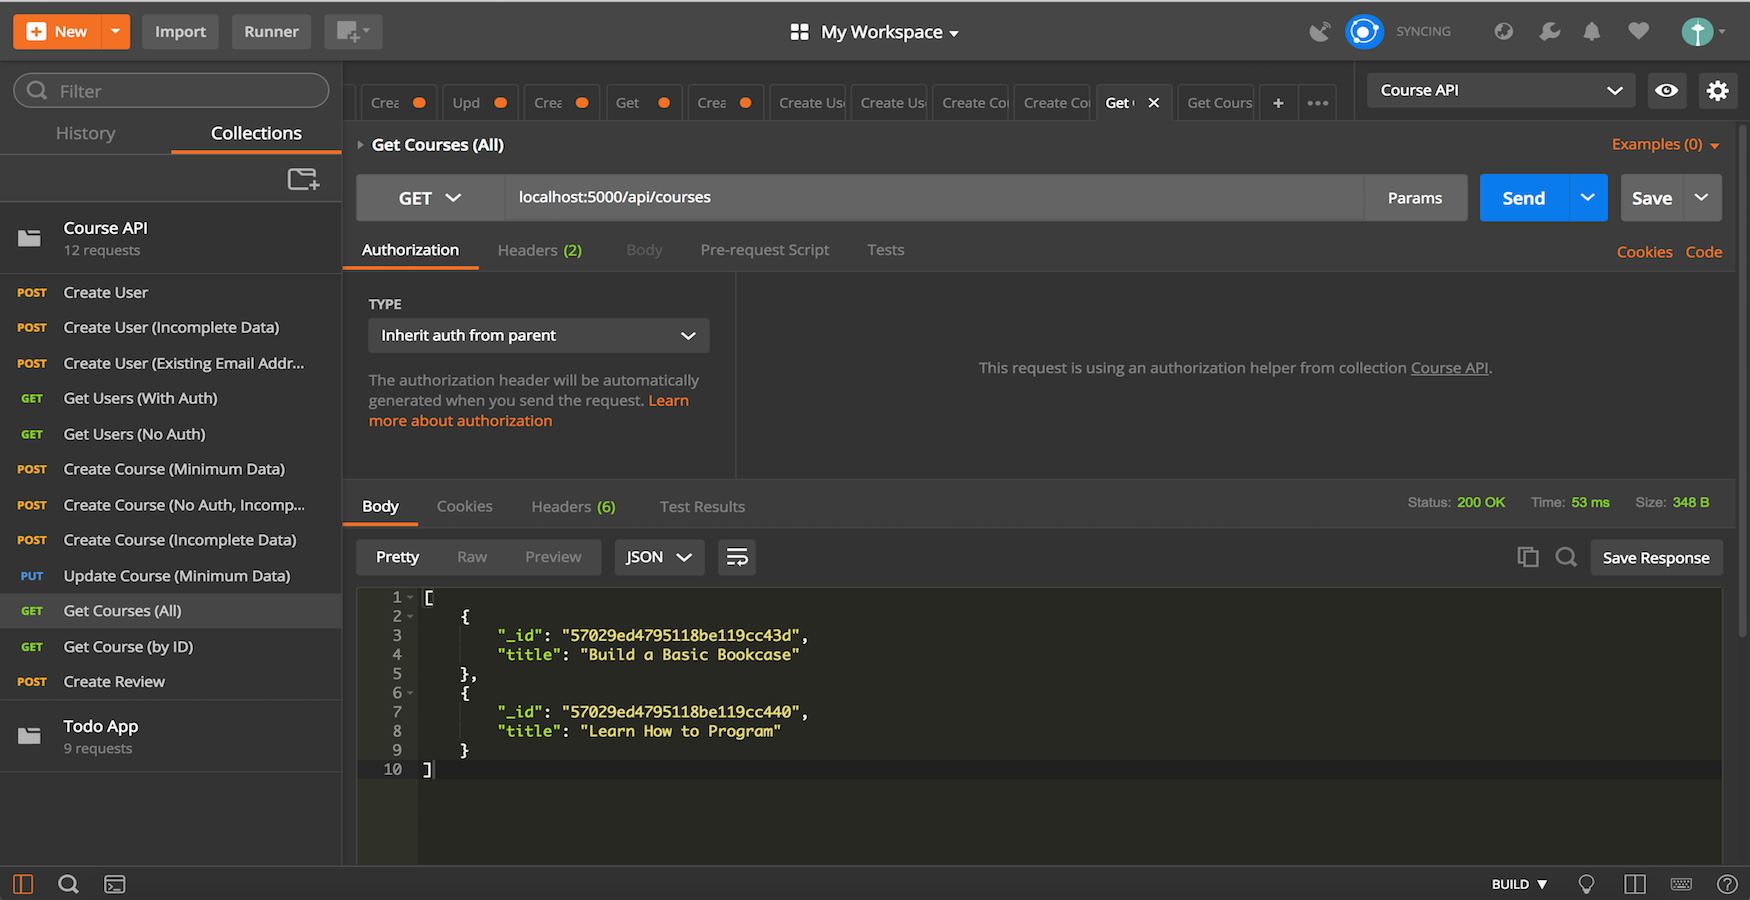 New
Import
Runner
My Workspace
SYNCING
Filter
History
Collections
Crea
Upd
Crea
Get
Crea
Create Us
Create Us
Create Co
Create Co
Get
Get Cours
Course API
Get Courses (All)
Examples (0)
GET
localhost:5000/api/courses
Params
Send
Save
Authorization
Headers (2)
Body
Pre-request Script
Tests
Cookies
Code
Course API
12 requests
POST Create User
POST Create User (Incomplete Data)
POST Create User (Existing Email Addr...
GET Get Users (With Auth)
GET Get Users (No Auth)
POST Create Course (Minimum Data)
POST Create Course (No Auth, Incomp...
POST Create Course (Incomplete Data)
PUT Update Course (Minimum Data)
GET Get Courses (All)
GET Get Course (by ID)
POST Create Review
Todo App
9 requests
TYPE
Inherit auth from parent
The authorization header will be automatically
generated when you send the request. Learn
more about authorization
This request is using an authorization helper from collection Course API.
Body
Cookies
Headers (6)
Test Results
Status: 200 OK
Time: 53 ms
Size: 348 B
Pretty
Raw
Preview
JSON
Save Response
1 [
2 {
3 "_id": "57029ed4795118be119cc43d",
4 "title": "Build a Basic Bookcase"
5 },
6 {
7 "_id": "57029ed4795118be119cc440",
8 "title": "Learn How to Program"
9 }
10 ]
BUILD